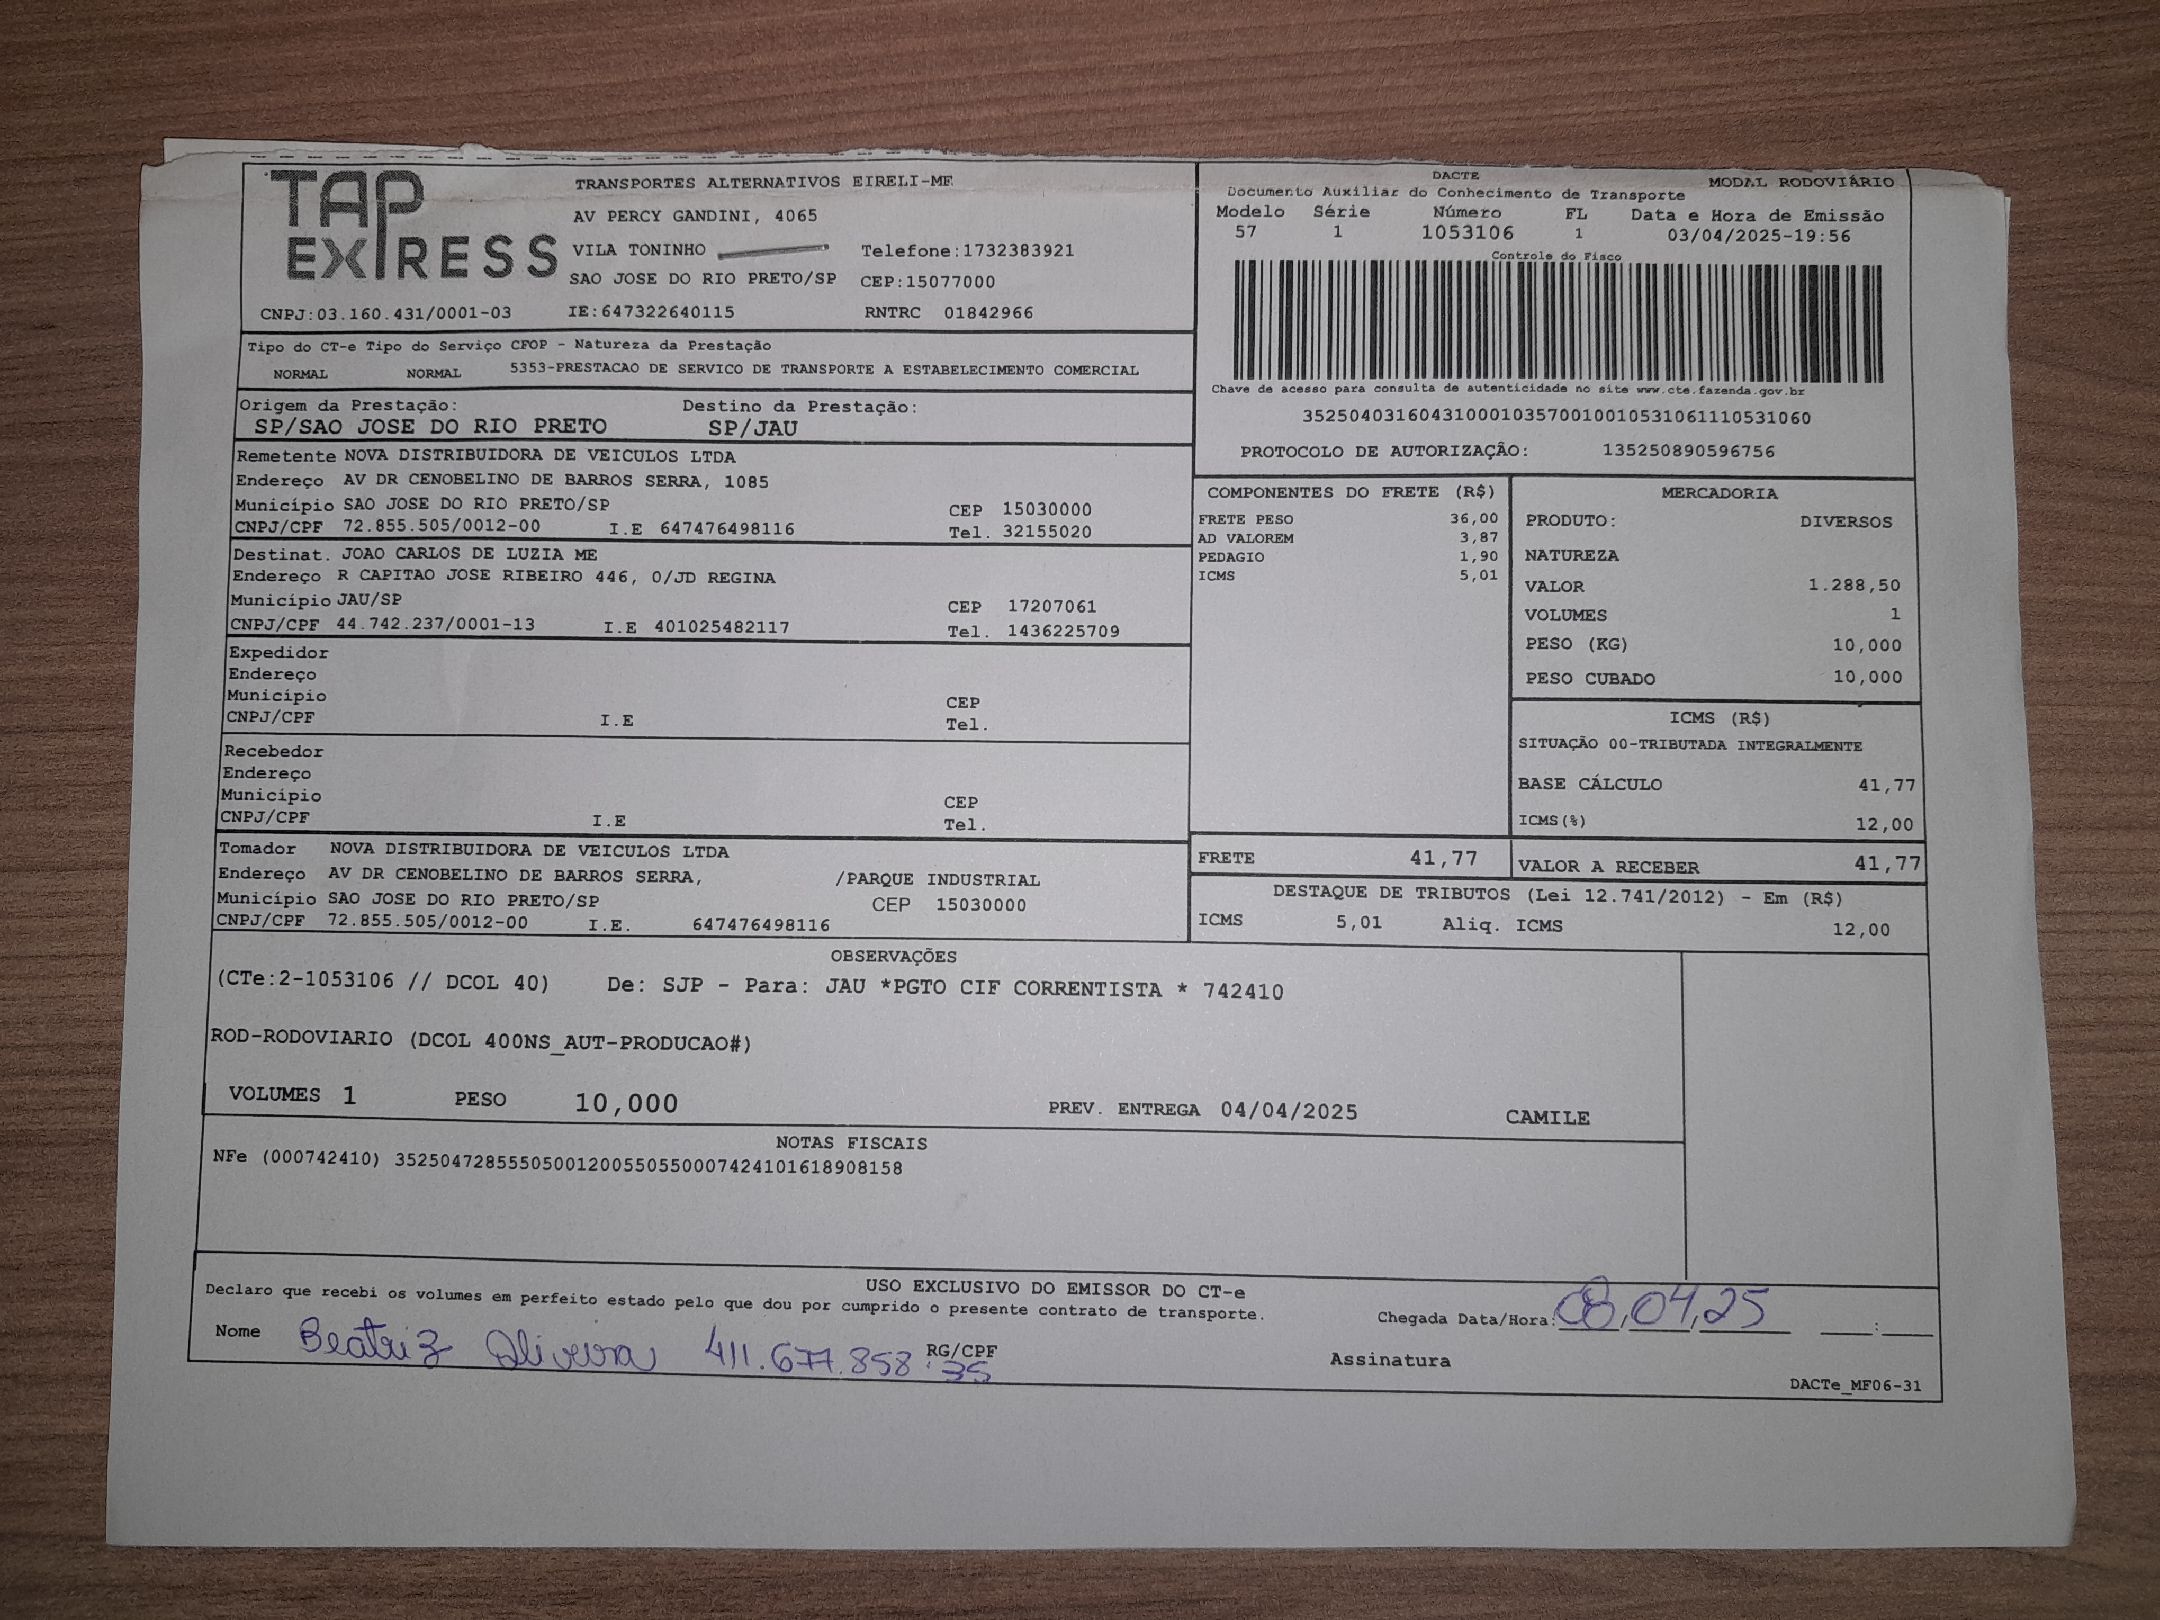 TAP EXPRESS
TRANSPORTES ALTERNATIVOS EIRELI-ME
AV PERCY GANDINI, 4065
VILA TONINHO Telefone:1732383921
SAO JOSE DO RIO PRETO/SP CEP:15077000
CNPJ:03.160.431/0001-03 IE:647322640115 RNTRC 01842966
DACTE MODAL RODOVIÁRIO
Documento Auxiliar do Conhecimento de Transporte
Modelo Série Número FL Data e Hora de Emissão
57 1 1053106 1 03/04/2025-19:56
Controle do Fisco
Chave de acesso para consulta de autenticidade no site www.cte.fazenda.gov.br
35250403160431000103570010010531061110531060
PROTOCOLO DE AUTORIZAÇÃO: 135250890596756
Tipo do CT-e Tipo do Serviço CFOP - Natureza da Prestação
NORMAL NORMAL 5353-PRESTACAO DE SERVICO DE TRANSPORTE A ESTABELECIMENTO COMERCIAL
Origem da Prestação: Destino da Prestação:
SP/SAO JOSE DO RIO PRETO SP/JAU
Remetente NOVA DISTRIBUIDORA DE VEICULOS LTDA
Endereço AV DR CENOBELINO DE BARROS SERRA, 1085
Município SAO JOSE DO RIO PRETO/SP CEP 15030000
CNPJ/CPF 72.855.505/0012-00 I.E 647476498116 Tel. 32155020
Destinat. JOAO CARLOS DE LUZIA ME
Endereço R CAPITAO JOSE RIBEIRO 446, 0/JD REGINA
Município JAU/SP CEP 17207061
CNPJ/CPF 44.742.237/0001-13 I.E 401025482117 Tel. 1436225709
Expedidor
Endereço
Município CEP
CNPJ/CPF I.E Tel.
Recebedor
Endereço
Município CEP
CNPJ/CPF I.E Tel.
Tomador NOVA DISTRIBUIDORA DE VEICULOS LTDA
Endereço AV DR CENOBELINO DE BARROS SERRA, /PARQUE INDUSTRIAL
Município SAO JOSE DO RIO PRETO/SP CEP 15030000
CNPJ/CPF 72.855.505/0012-00 I.E. 647476498116
COMPONENTES DO FRETE (R$)
FRETE PESO 36,00
AD VALOREM 3,87
PEDAGIO 1,90
ICMS 5,01
MERCADORIA
PRODUTO: DIVERSOS
NATUREZA
VALOR 1.288,50
VOLUMES 1
PESO (KG) 10,000
PESO CUBADO 10,000
ICMS (R$)
SITUAÇÃO 00-TRIBUTADA INTEGRALMENTE
BASE CÁLCULO 41,77
ICMS(%) 12,00
FRETE 41,77 VALOR A RECEBER 41,77
DESTAQUE DE TRIBUTOS (Lei 12.741/2012) - Em (R$)
ICMS 5,01 Aliq. ICMS 12,00
OBSERVAÇÕES
(CTe:2-1053106 // DCOL 40) De: SJP - Para: JAU *PGTO CIF CORRENTISTA * 742410
ROD-RODOVIARIO (DCOL 400NS_AUT-PRODUCAO#)
VOLUMES 1 PESO 10,000 PREV. ENTREGA 04/04/2025 CAMILE
NOTAS FISCAIS
NFe (000742410) 35250472855505001200550550007424101618908158
USO EXCLUSIVO DO EMISSOR DO CT-e
Declaro que recebi os volumes em perfeito estado pelo que dou por cumprido o presente contrato de transporte.
Chegada Data/Hora: 08,04,25 :
Nome Beatriz Oliveira 411.677.858.35 RG/CPF
Assinatura
DACTe_MF06-31